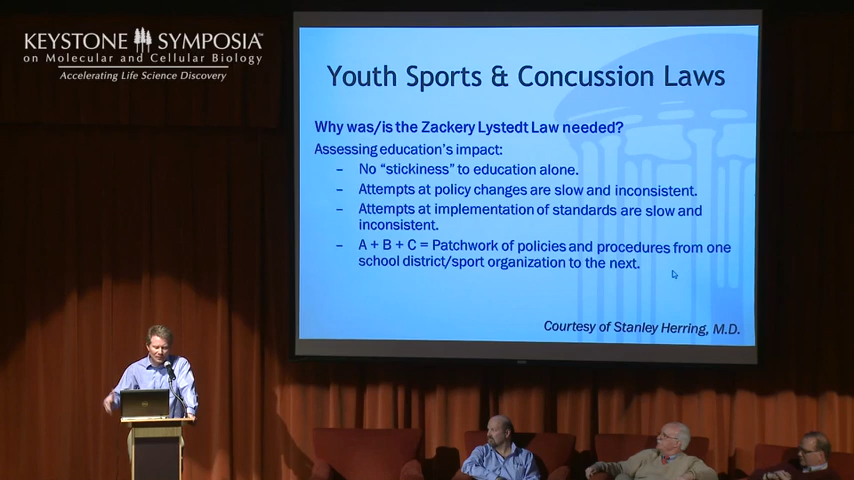 KEYSTONE SYMPOSIA™
on Molecular and Cellular Biology
Accelerating Life Science Discovery
Youth Sports & Concussion Laws
Why was/is the Zackery Lystedt Law needed?
Assessing education's impact:
– No "stickiness" to education alone.
– Attempts at policy changes are slow and inconsistent.
– Attempts at implementation of standards are slow and
inconsistent.
– A + B + C = Patchwork of policies and procedures from one
school district/sport organization to the next.
Courtesy of Stanley Herring, M.D.